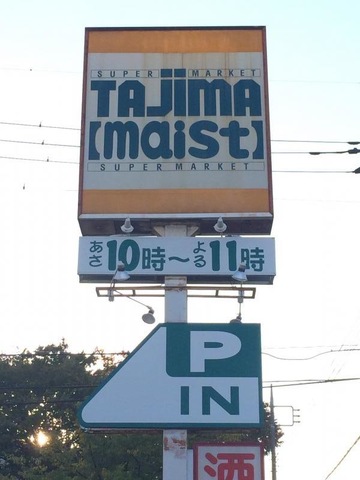 SUPER MARKET
TAJIMA
【maist】
SUPER MARKET
あさ10時〜よる11時
P
IN
酒